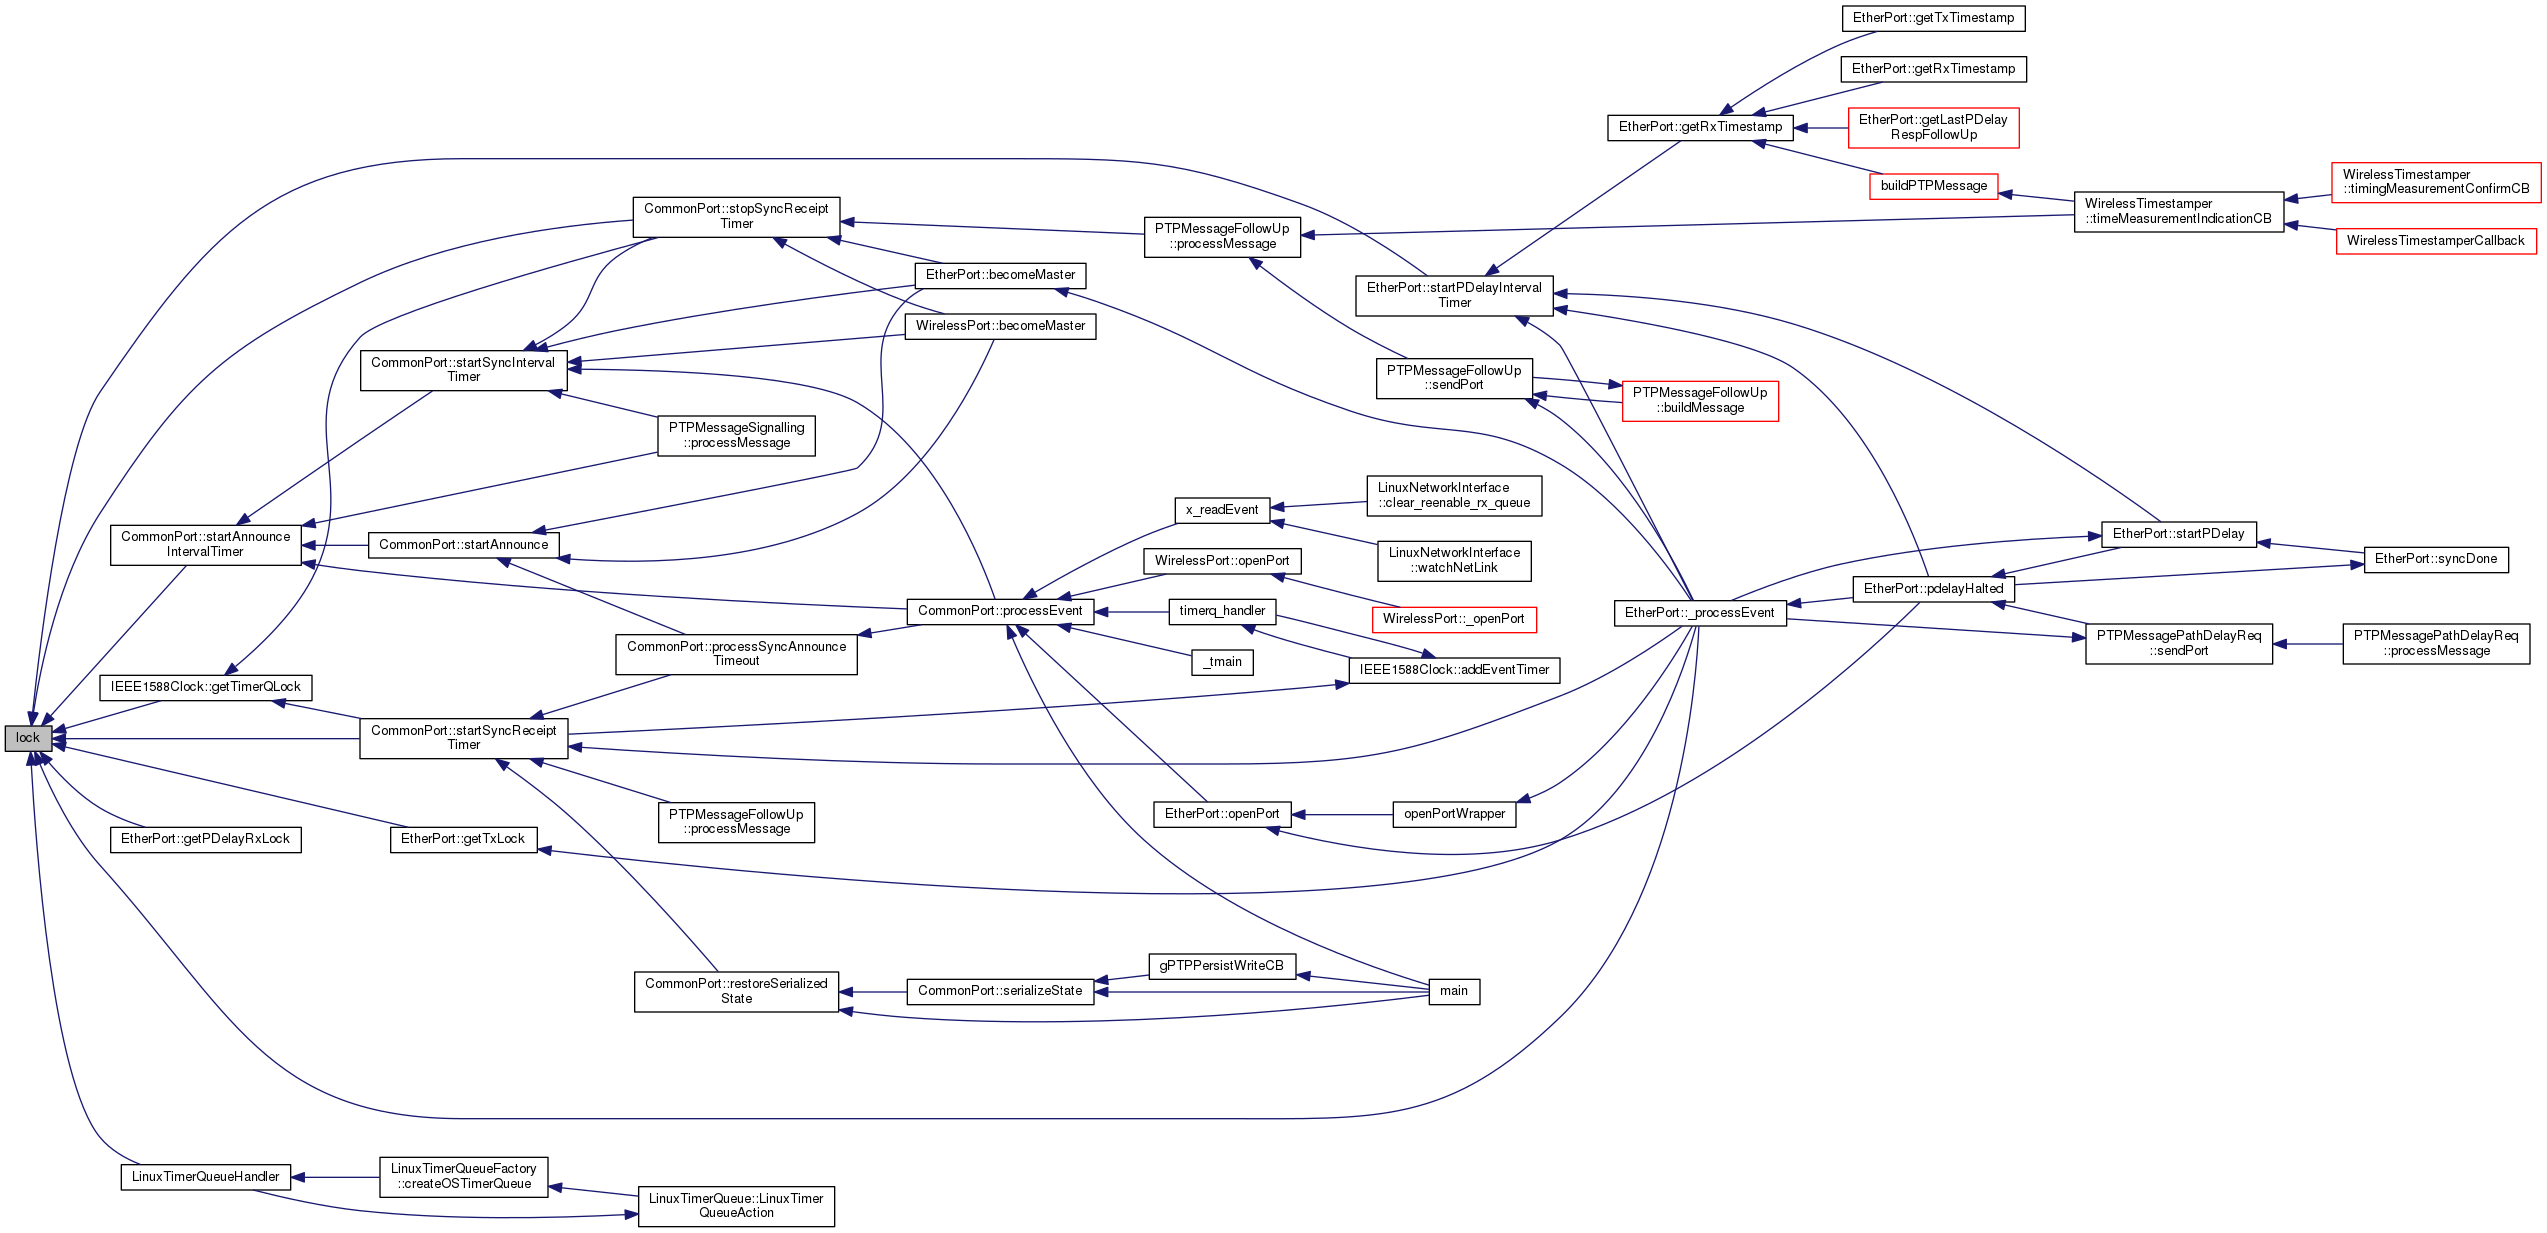 EtherPort::getTxTimestamp
EtherPort::getRxTimestamp
EtherPort::getRxTimestamp
EtherPort::getLastPDelay
RespFollowUp
buildPTPMessage
WirelessTimestamper
::timingMeasurementConfirmCB
WirelessTimestamper
::timeMeasurementIndicationCB
WirelessTimestamperCallback
CommonPort::stopSyncReceipt
Timer
PTPMessageFollowUp
::processMessage
EtherPort::becomeMaster
EtherPort::startPDelayInterval
Timer
WirelessPort::becomeMaster
CommonPort::startSyncInterval
Timer
PTPMessageFollowUp
::sendPort
PTPMessageFollowUp
::buildMessage
PTPMessageSignalling
::processMessage
LinuxNetworkInterface
::clear_reenable_rx_queue
x_readEvent
CommonPort::startAnnounce
IntervalTimer
CommonPort::startAnnounce
LinuxNetworkInterface
::watchNetLink
WirelessPort::openPort
EtherPort::startPDelay
EtherPort::syncDone
EtherPort::pdelayHalted
CommonPort::processEvent
timerq_handler
WirelessPort::_openPort
EtherPort::_processEvent
CommonPort::processSyncAnnounce
Timeout
_tmain
IEEE1588Clock::addEventTimer
PTPMessagePathDelayReq
::sendPort
PTPMessagePathDelayReq
::processMessage
IEEE1588Clock::getTimerQLock
lock
CommonPort::startSyncReceipt
Timer
PTPMessageFollowUp
::processMessage
EtherPort::openPort
openPortWrapper
EtherPort::getPDelayRxLock
EtherPort::getTxLock
CommonPort::restoreSerialized
State
CommonPort::serializeState
gPTPPersistWriteCB
main
LinuxTimerQueueHandler
LinuxTimerQueueFactory
::createOSTimerQueue
LinuxTimerQueue::LinuxTimer
QueueAction